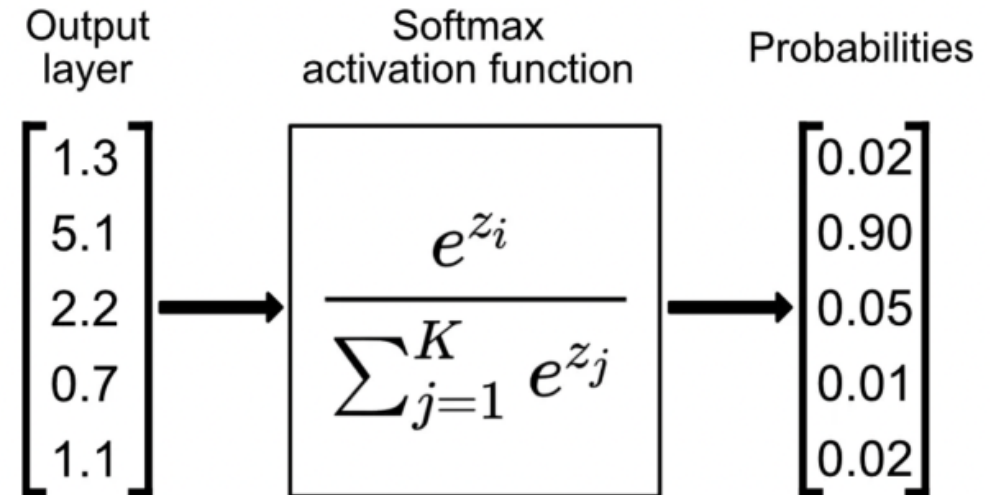 Output
layer
Softmax
activation function
Probabilities
1.3
5.1
2.2
0.7
1.1
e^{z_i}
∑_{j=1}^{K} e^{z_j}
0.02
0.90
0.05
0.01
0.02